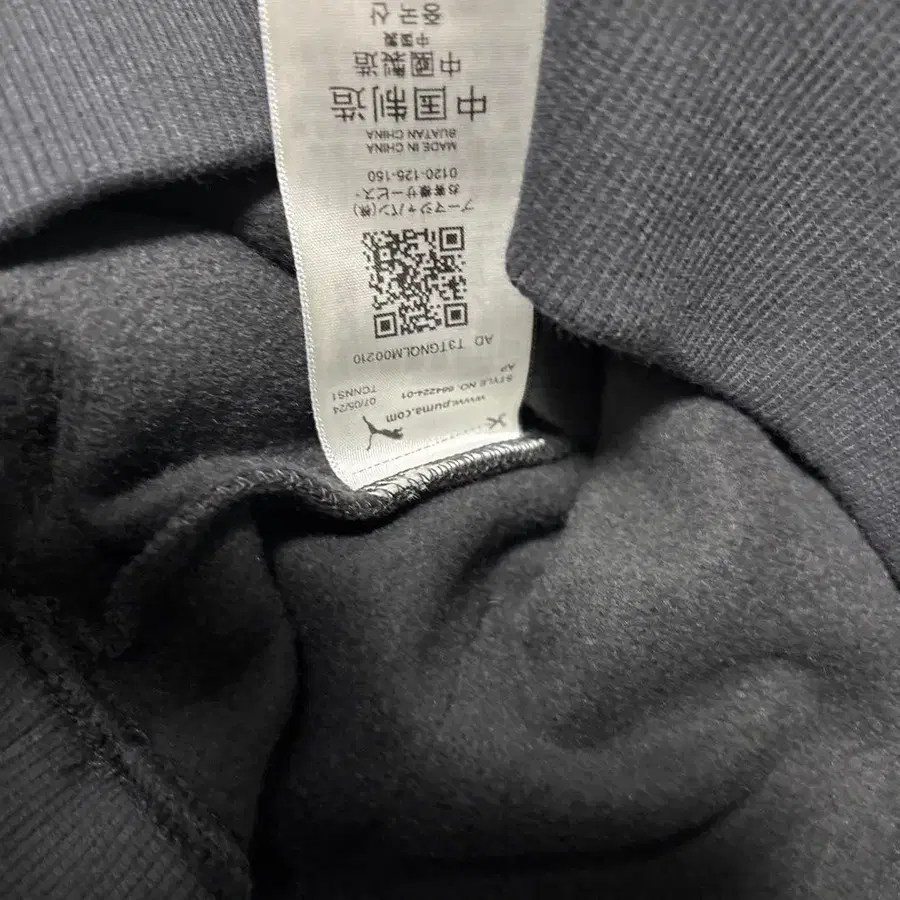 www.puma.com
STYLE NO. 684224-01
07/05/24
AP
TCNNS1
AD T3TGNQLM00210
プーマジャパン(株)
お客様サービス
0120-125-150
MADE IN CHINA
BUATAN CHINA
中国制造
中國製造
中国製
중국산